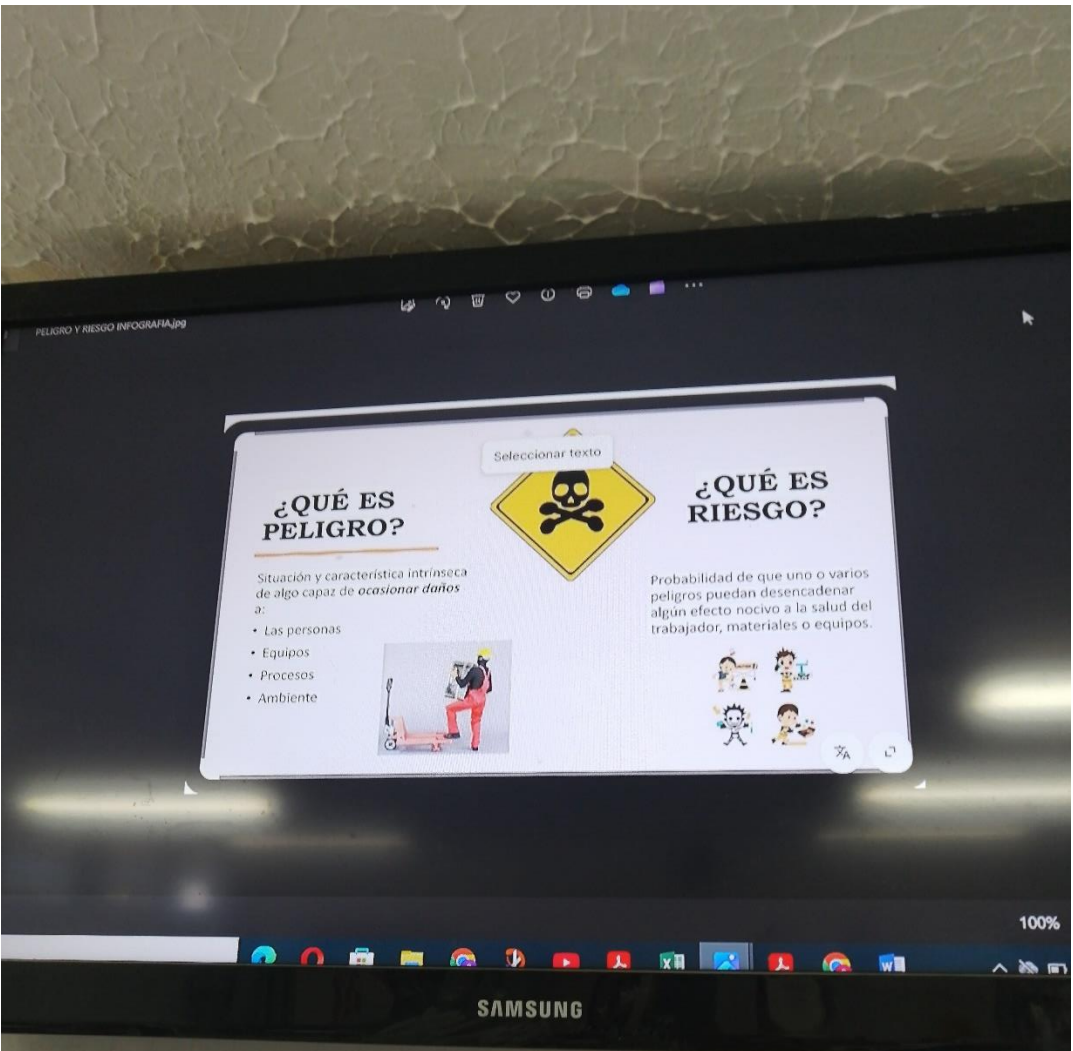 PELIGRO Y RIESGO INFOGRAFIA.jpg
Seleccionar texto
¿QUÉ ES
PELIGRO?
Situación y característica intrínseca
de algo capaz de ocasionar daños
a:
• Las personas
• Equipos
• Procesos
• Ambiente
¿QUÉ ES
RIESGO?
Probabilidad de que uno o varios
peligros puedan desencadenar
algún efecto nocivo a la salud del
trabajador, materiales o equipos.
100%
SAMSUNG